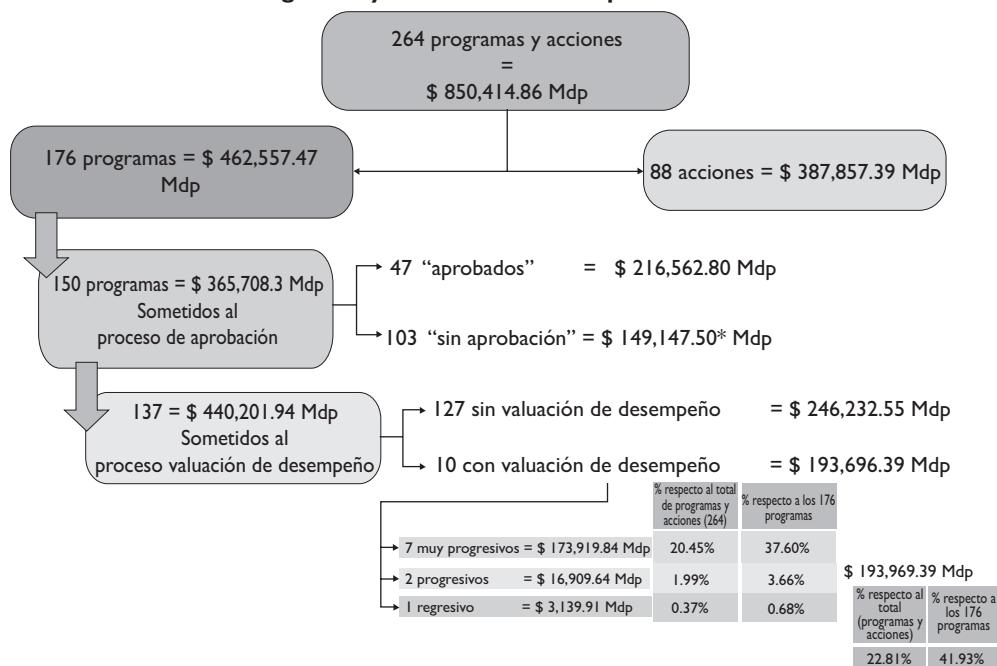 264 programas y acciones
=
$ 850,414.86 Mdp
176 programas = $ 462,557.47
Mdp
88 acciones = $ 387,857.39 Mdp
150 programas = $ 365,708.3 Mdp
Sometidos al
proceso de aprobación
47 “aprobados” = $ 216,562.80 Mdp
103 “sin aprobación” = $ 149,147.50* Mdp
137 = $ 440,201.94 Mdp
Sometidos al
proceso valuación de desempeño
127 sin valuación de desempeño = $ 246,232.55 Mdp
10 con valuación de desempeño = $ 193,696.39 Mdp
% respecto al total
de programas y
acciones (264)
% respecto a los 176
programas
7 muy progresivos = $ 173,919.84 Mdp 20.45% 37.60%
2 progresivos = $ 16,909.64 Mdp 1.99% 3.66%
1 regresivo = $ 3,139.91 Mdp 0.37% 0.68%
$ 193,969.39 Mdp
% respecto al
total
(programas y
acciones)
% respecto a
los 176
programas
22.81% 41.93%